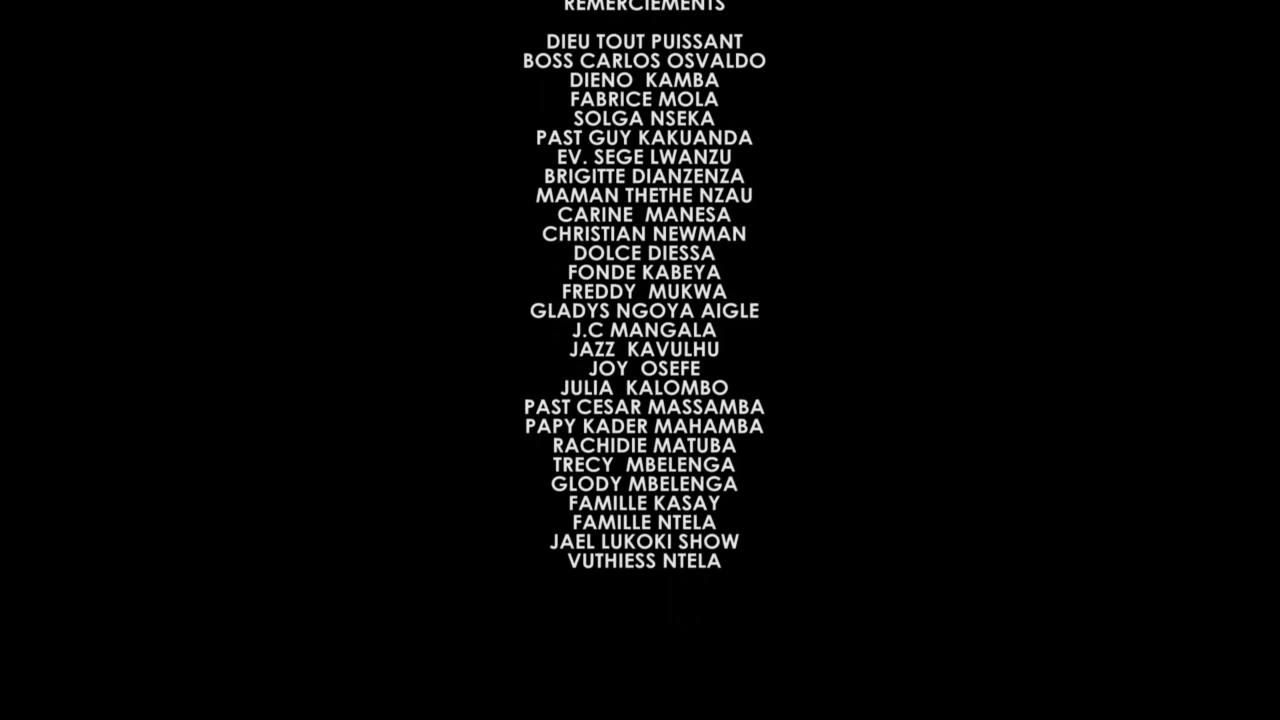 REMERCIEMENTS
DIEU TOUT PUISSANT
BOSS CARLOS OSVALDO
DIENO KAMBA
FABRICE MOLA
SOLGA NSEKA
PAST GUY KAKUANDA
EV. SEGE LWANZU
BRIGITTE DIANZENZA
MAMAN THETHE NZAU
CARINE MANESA
CHRISTIAN NEWMAN
DOLCE DIESSA
FONDE KABEYA
FREDDY MUKWA
GLADYS NGOYA AIGLE
J.C MANGALA
JAZZ KAVULHU
JOY OSEFE
JULIA KALOMBO
PAST CESAR MASSAMBA
PAPY KADER MAHAMBA
RACHIDIE MATUBA
TRECY MBELENGA
GLODY MBELENGA
FAMILLE KASAY
FAMILLE NTELA
JAEL LUKOKI SHOW
VUTHIESS NTELA